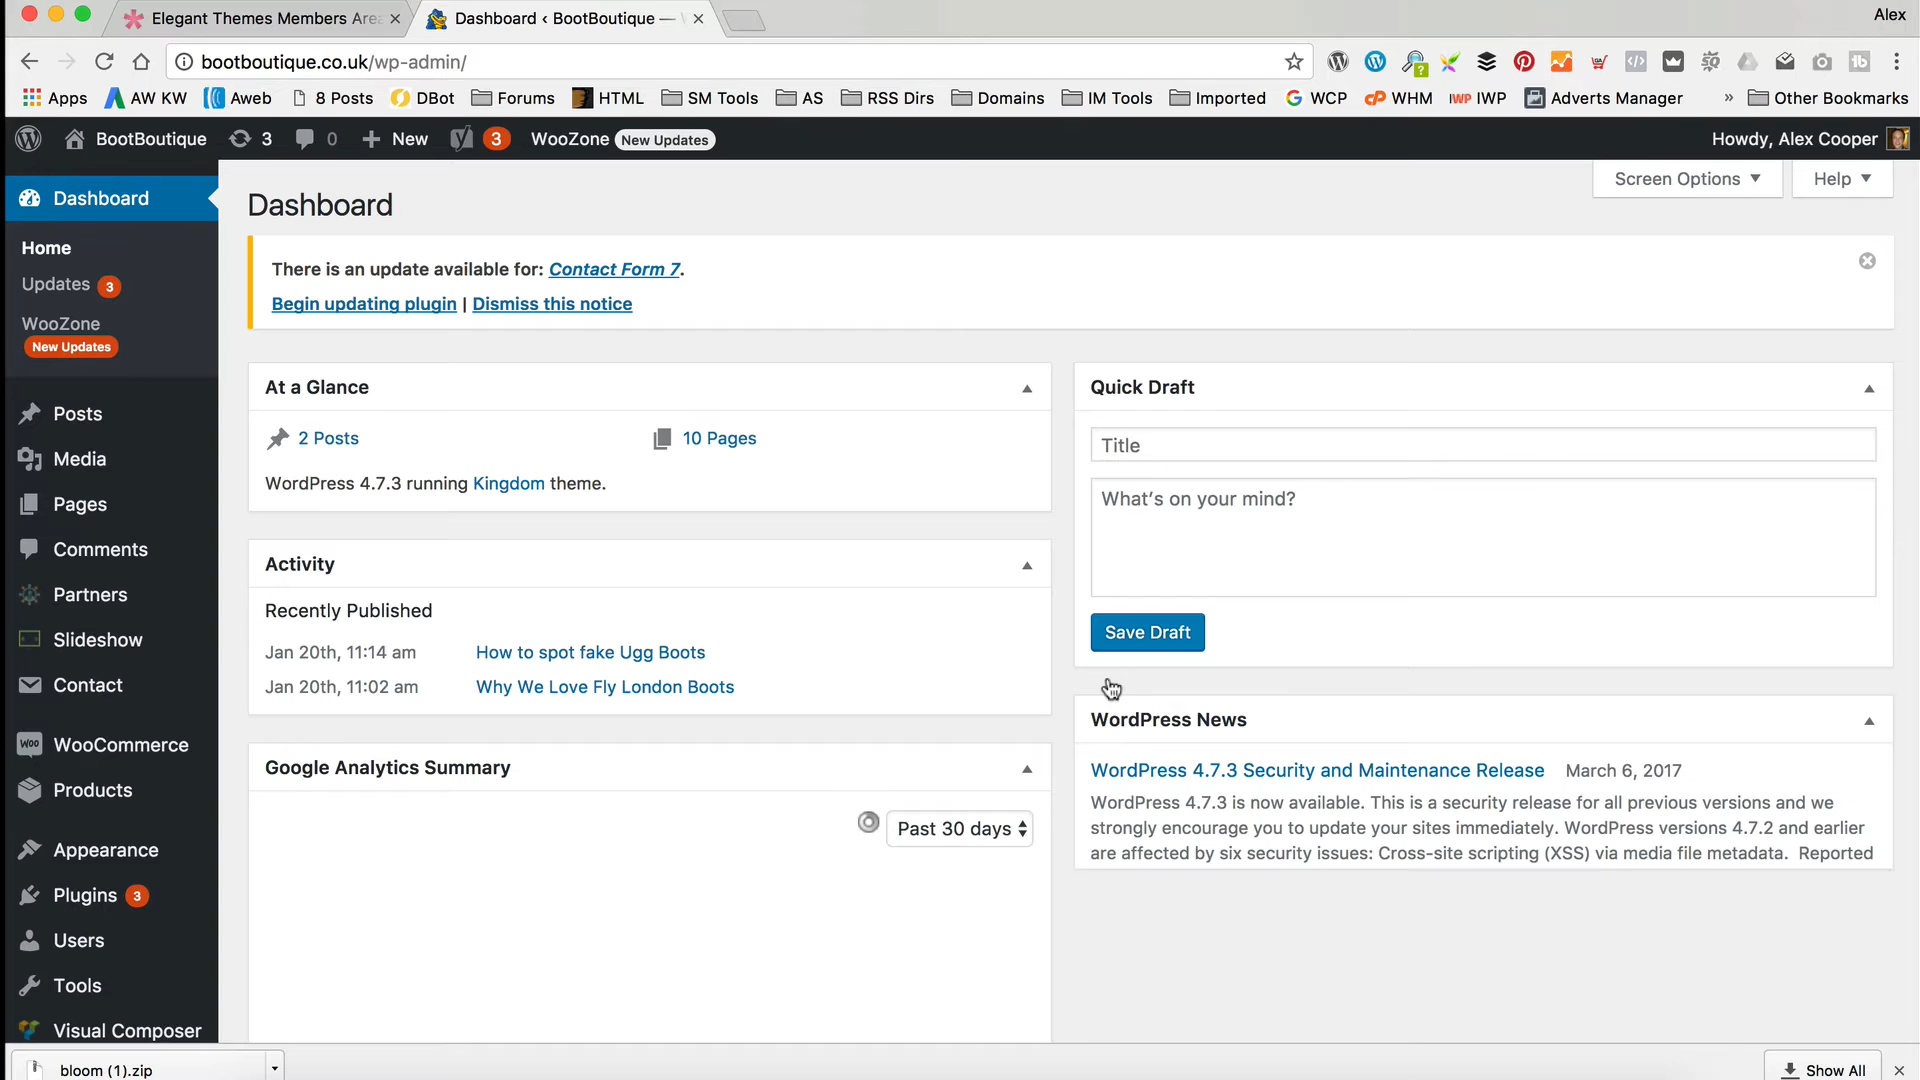 Elegant Themes Members Area
Dashboard ‹ BootBoutique —
Alex
bootboutique.co.uk/wp-admin/
Apps AW KW Aweb 8 Posts DBot Forums HTML SM Tools AS RSS Dirs Domains IM Tools Imported WCP WHM IWP IWP Adverts Manager » Other Bookmarks
BootBoutique 3 0 + New 3 WooZone New Updates Howdy, Alex Cooper
Dashboard
Home
Updates 3
WooZone
New Updates
Posts
Media
Pages
Comments
Partners
Slideshow
Contact
WooCommerce
Products
Appearance
Plugins 3
Users
Tools
Visual Composer
Screen Options ▼ Help ▼
Dashboard
There is an update available for: Contact Form 7.
Begin updating plugin | Dismiss this notice
At a Glance
2 Posts 10 Pages
WordPress 4.7.3 running Kingdom theme.
Activity
Recently Published
Jan 20th, 11:14 am How to spot fake Ugg Boots
Jan 20th, 11:02 am Why We Love Fly London Boots
Google Analytics Summary
Past 30 days
Quick Draft
Title
What's on your mind?
Save Draft
WordPress News
WordPress 4.7.3 Security and Maintenance Release March 6, 2017
WordPress 4.7.3 is now available. This is a security release for all previous versions and we
strongly encourage you to update your sites immediately. WordPress versions 4.7.2 and earlier
are affected by six security issues: Cross-site scripting (XSS) via media file metadata. Reported
bloom (1).zip
Show All